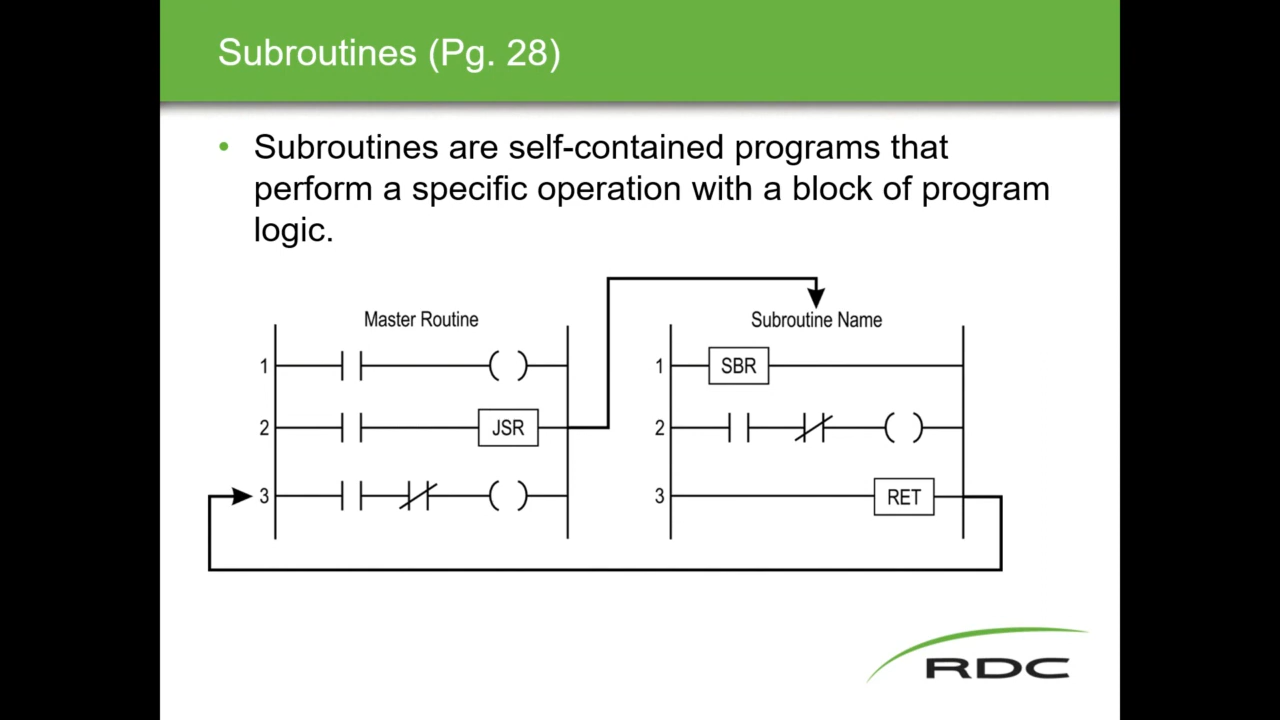 Subroutines (Pg. 28)
• Subroutines are self-contained programs that
perform a specific operation with a block of program
logic.
Master Routine
1
2 JSR
3
Subroutine Name
1 SBR
2
3 RET
RDC